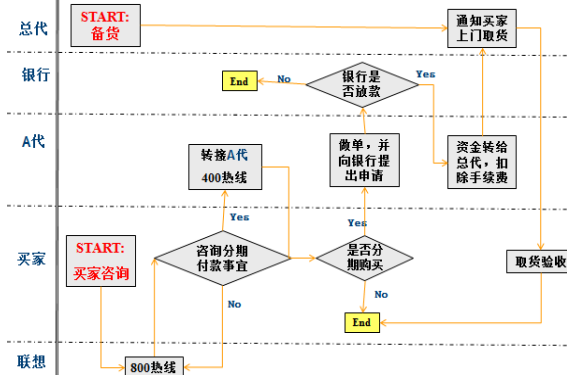 总代
START:
备货
通知买家
上门取货
银行
End
No
银行是
否放款
Yes
A代
转接A代
400热线
做单，并
向银行提
出申请
资金转给
总代，扣
除手续费
Yes
Yes
买家
START:
买家咨询
咨询分期
付款事宜
是否分
期购买
取货验收
No
No
End
联想
800热线